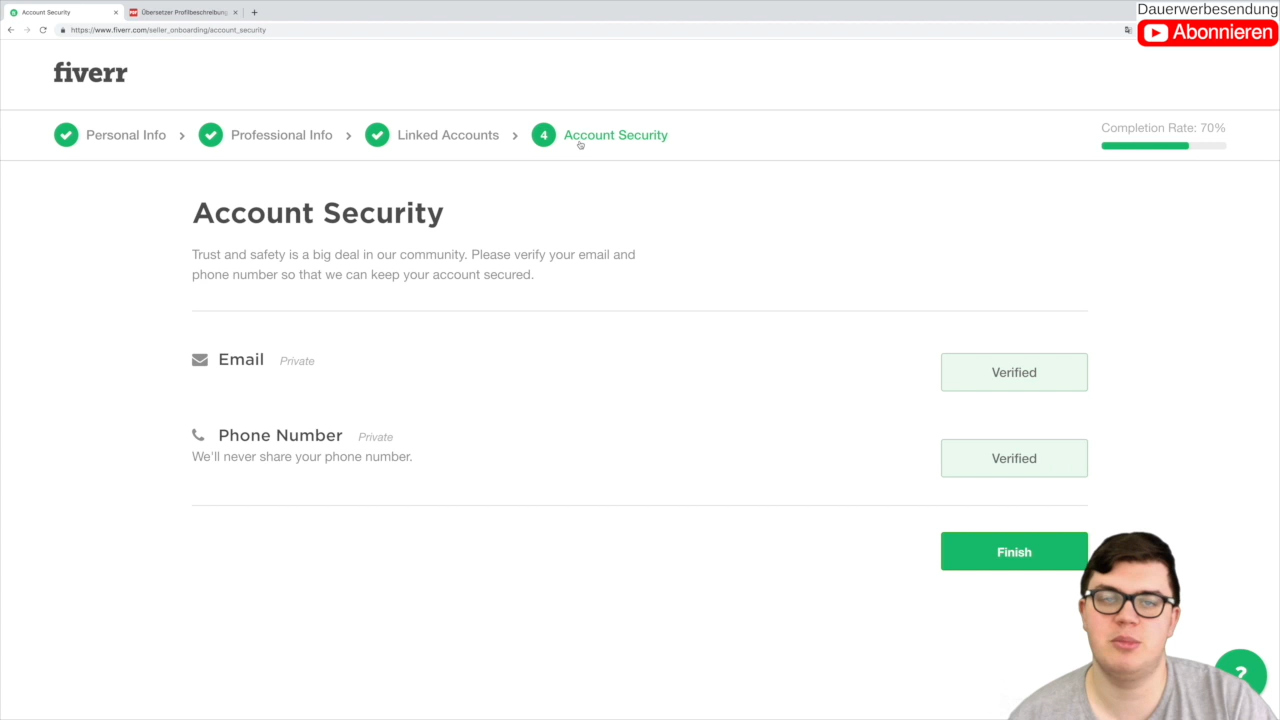 Account Security
Übersetzer Profilbeschreibung
Dauerwerbesendung
https://www.fiverr.com/seller_onboarding/account_security
Abonnieren
fiverr
Personal Info
Professional Info
Linked Accounts
4 Account Security
Completion Rate: 70%
Account Security
Trust and safety is a big deal in our community. Please verify your email and
phone number so that we can keep your account secured.
Email Private
Verified
Phone Number Private
We'll never share your phone number.
Verified
Finish
?